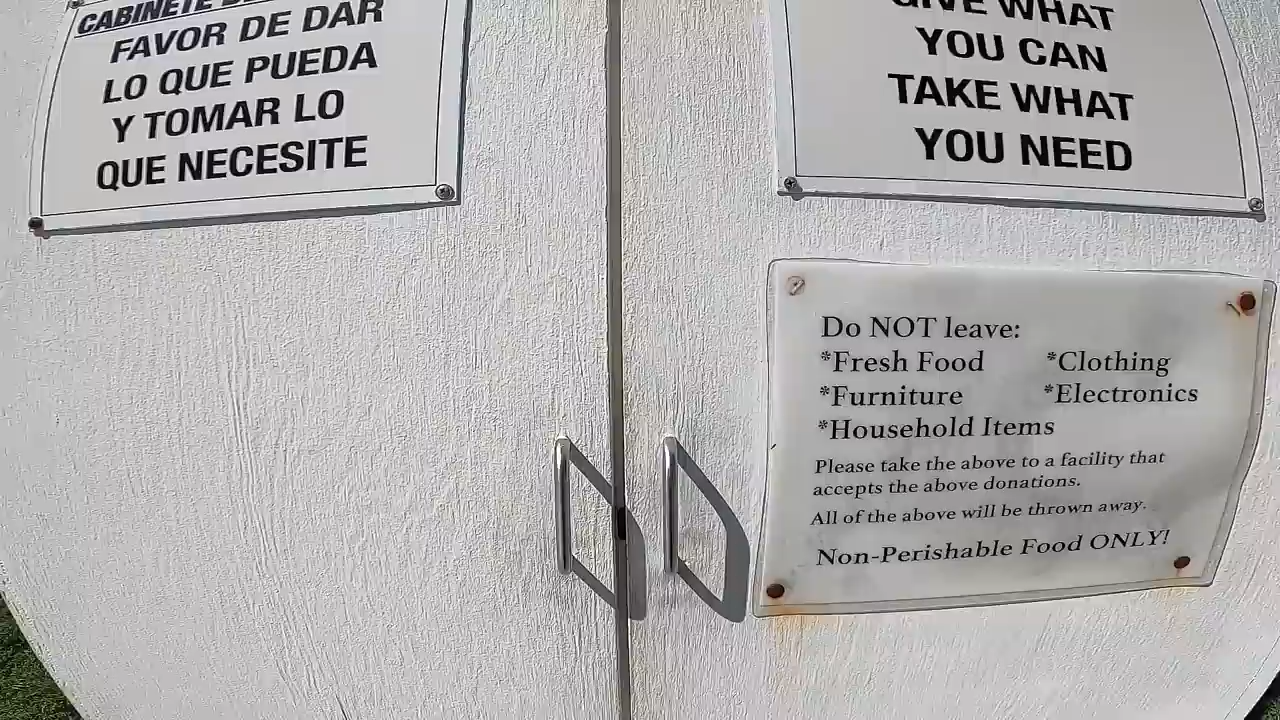 CABINETE
FAVOR DE DAR
LO QUE PUEDA
Y TOMAR LO
QUE NECESITE
GIVE WHAT
YOU CAN
TAKE WHAT
YOU NEED
Do NOT leave:
*Fresh Food *Clothing
*Furniture *Electronics
*Household Items
Please take the above to a facility that
accepts the above donations.
All of the above will be thrown away.
Non-Perishable Food ONLY!